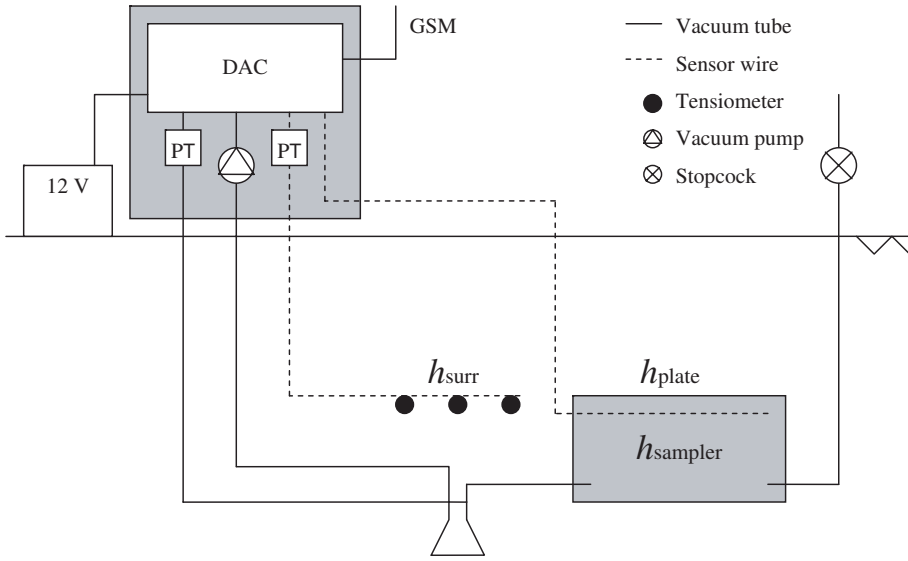 GSM
DAC
PT
PT
12 V
Vacuum tube
Sensor wire
Tensiometer
Vacuum pump
Stopcock
hsurr
hplate
hsampler